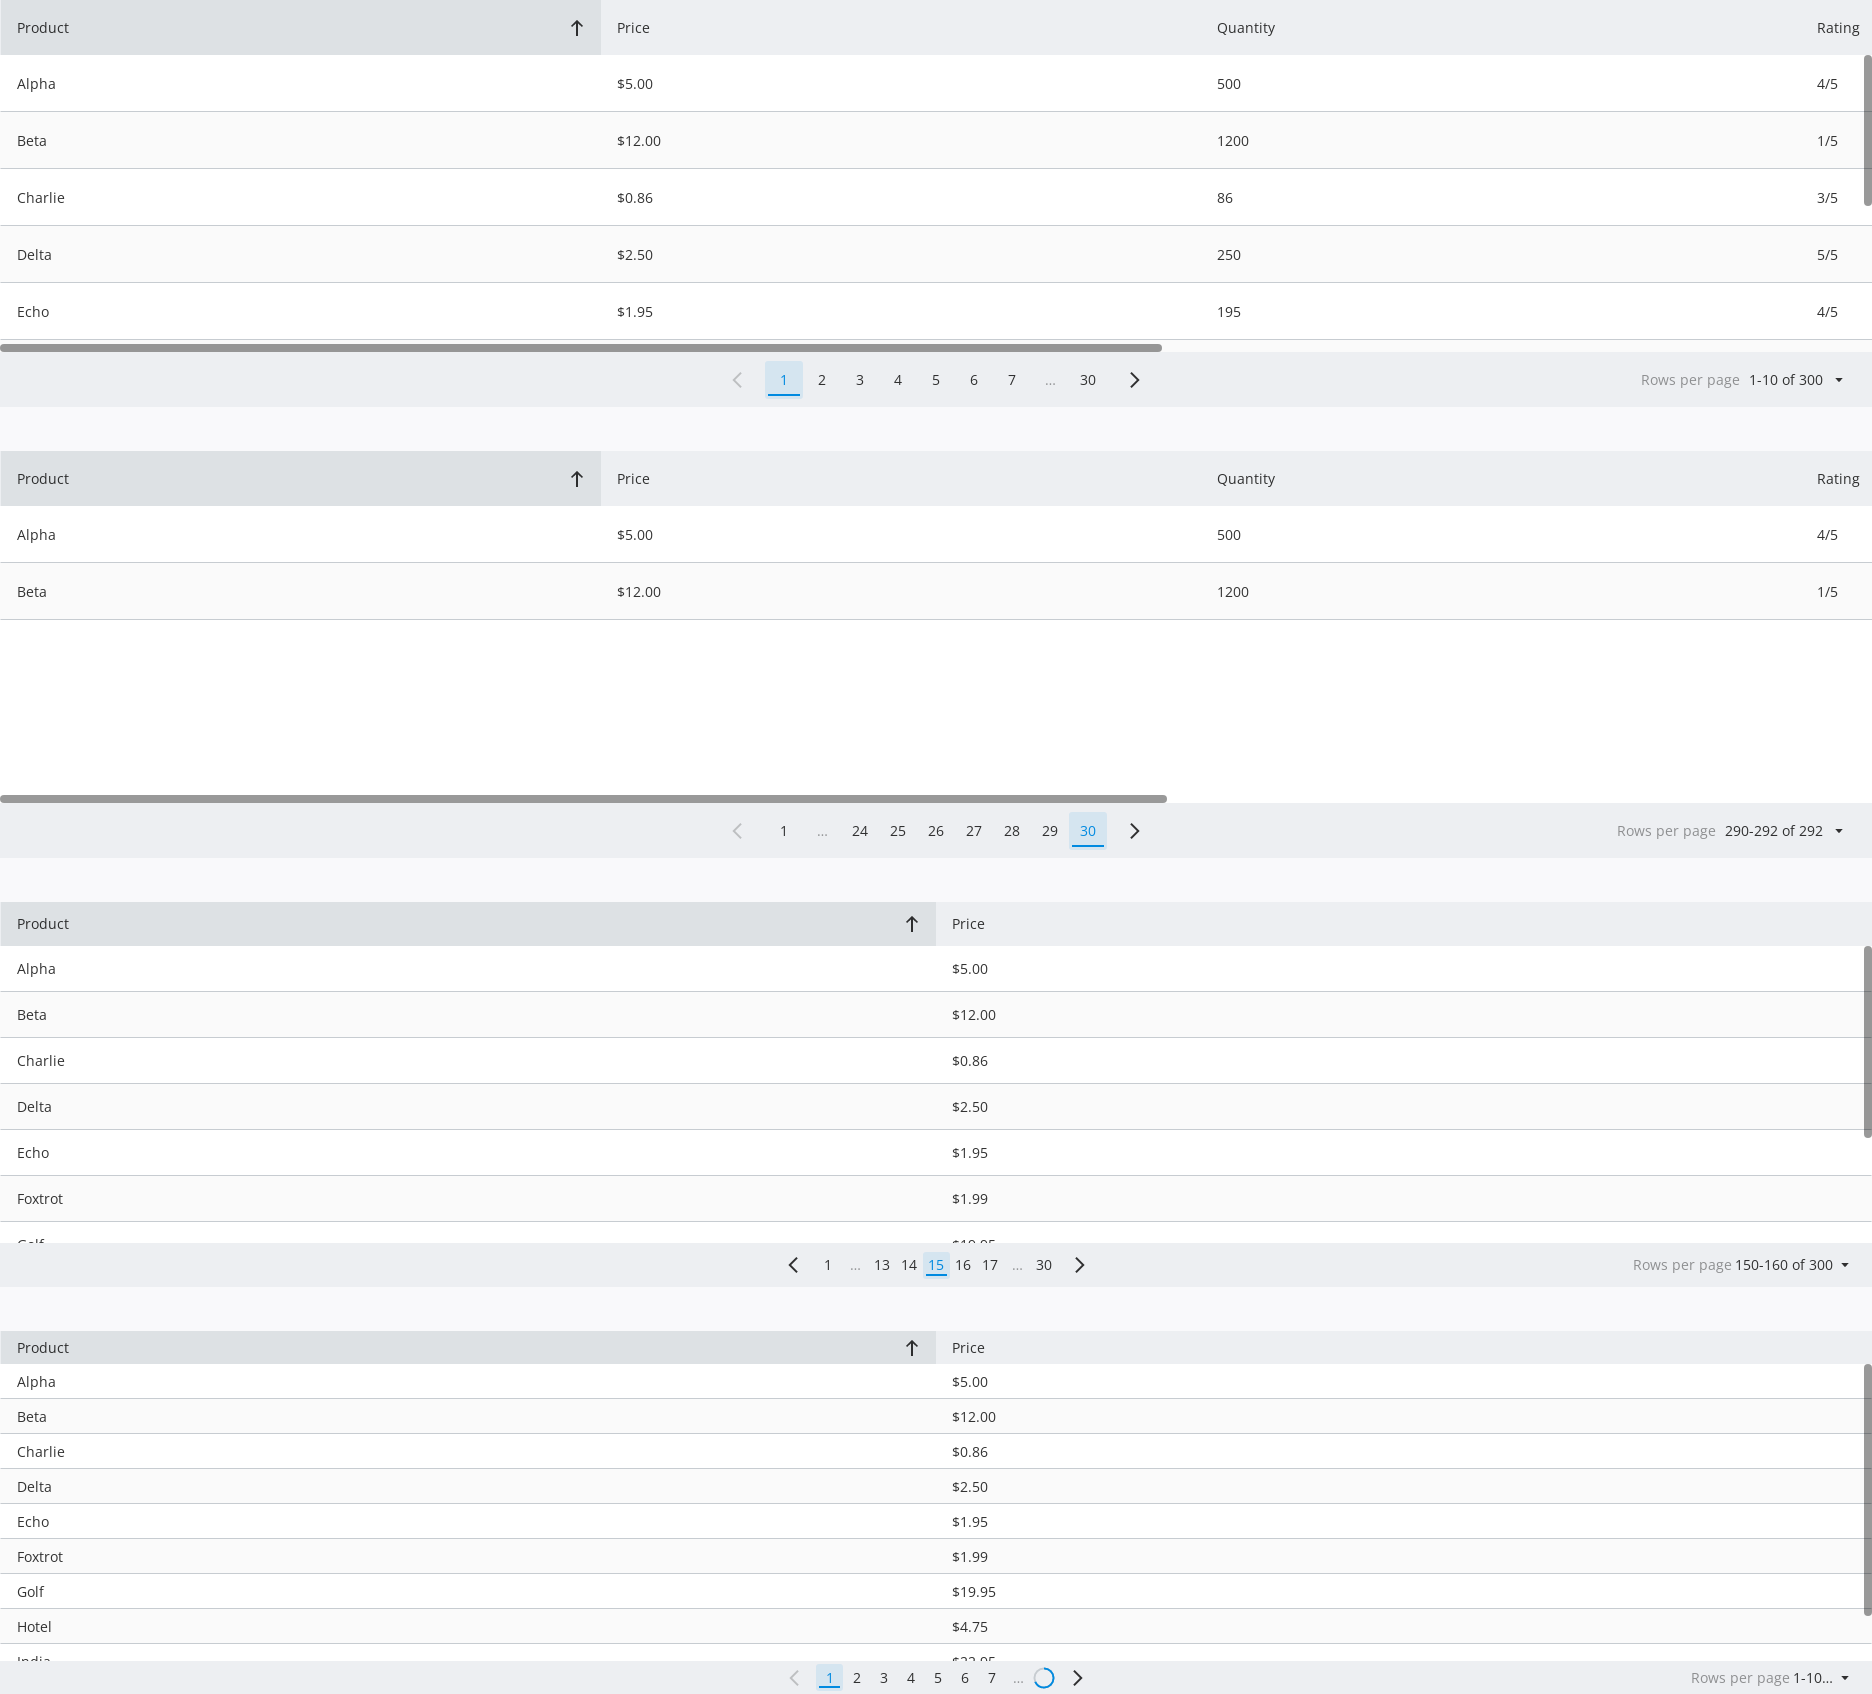 Product Price Quantity Rating
Alpha $5.00 500 4/5
Beta $12.00 1200 1/5
Charlie $0.86 86 3/5
Delta $2.50 250 5/5
Echo $1.95 195 4/5
1 2 3 4 5 6 7 ... 30 Rows per page 1-10 of 300
Product Price Quantity Rating
Alpha $5.00 500 4/5
Beta $12.00 1200 1/5
1 ... 24 25 26 27 28 29 30 Rows per page 290-292 of 292
Product Price
Alpha $5.00
Beta $12.00
Charlie $0.86
Delta $2.50
Echo $1.95
Foxtrot $1.99
Golf $19.95
1 ... 13 14 15 16 17 ... 30 Rows per page 150-160 of 300
Product Price
Alpha $5.00
Beta $12.00
Charlie $0.86
Delta $2.50
Echo $1.95
Foxtrot $1.99
Golf $19.95
Hotel $4.75
India
1 2 3 4 5 6 7 ... Rows per page 1-10...